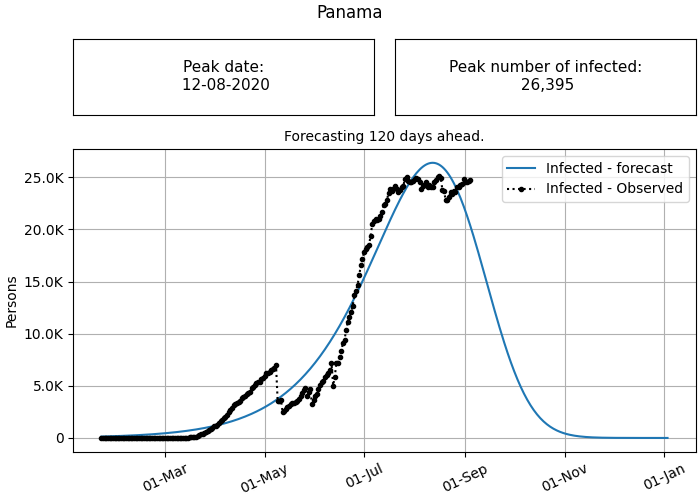 Panama
Peak date:
12-08-2020
Peak number of infected:
26,395
Forecasting 120 days ahead.
Infected - forecast
Infected - Observed
Persons
25.0K
20.0K
15.0K
10.0K
5.0K
0
01-Mar
01-May
01-Jul
01-Sep
01-Nov
01-Jan